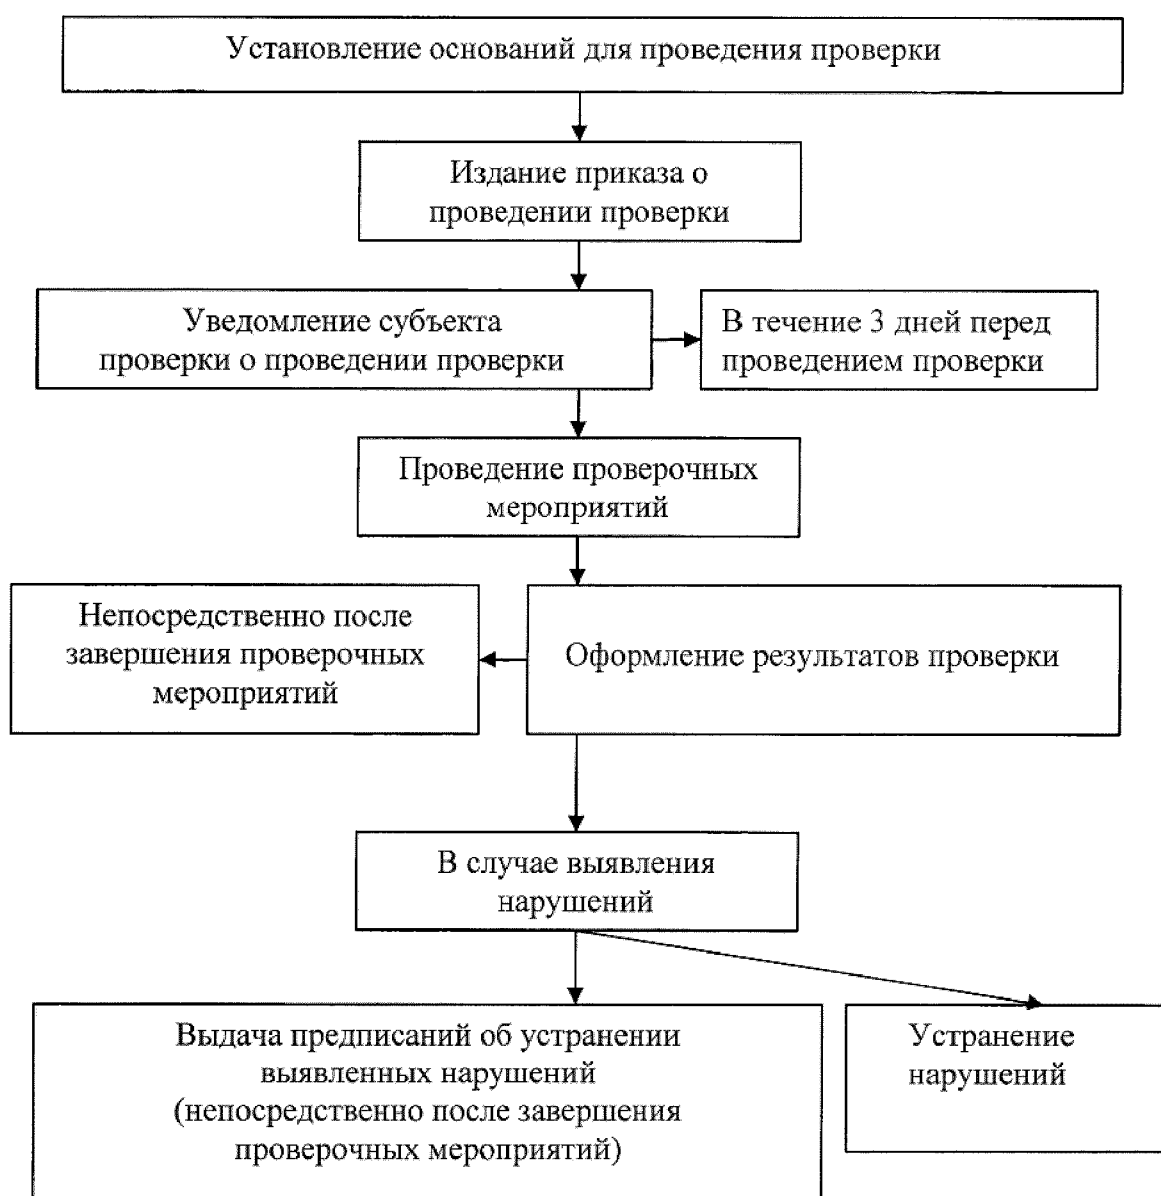 Установление оснований для проведения проверки
Издание приказа о
проведении проверки
Уведомление субъекта
проверки о проведении проверки
В течение 3 дней перед
проведением проверки
Проведение проверочных
мероприятий
Непосредственно после
завершения проверочных
мероприятий
Оформление результатов проверки
В случае выявления
нарушений
Выдача предписаний об устранении
выявленных нарушений
(непосредственно после завершения
проверочных мероприятий)
Устранение
нарушений